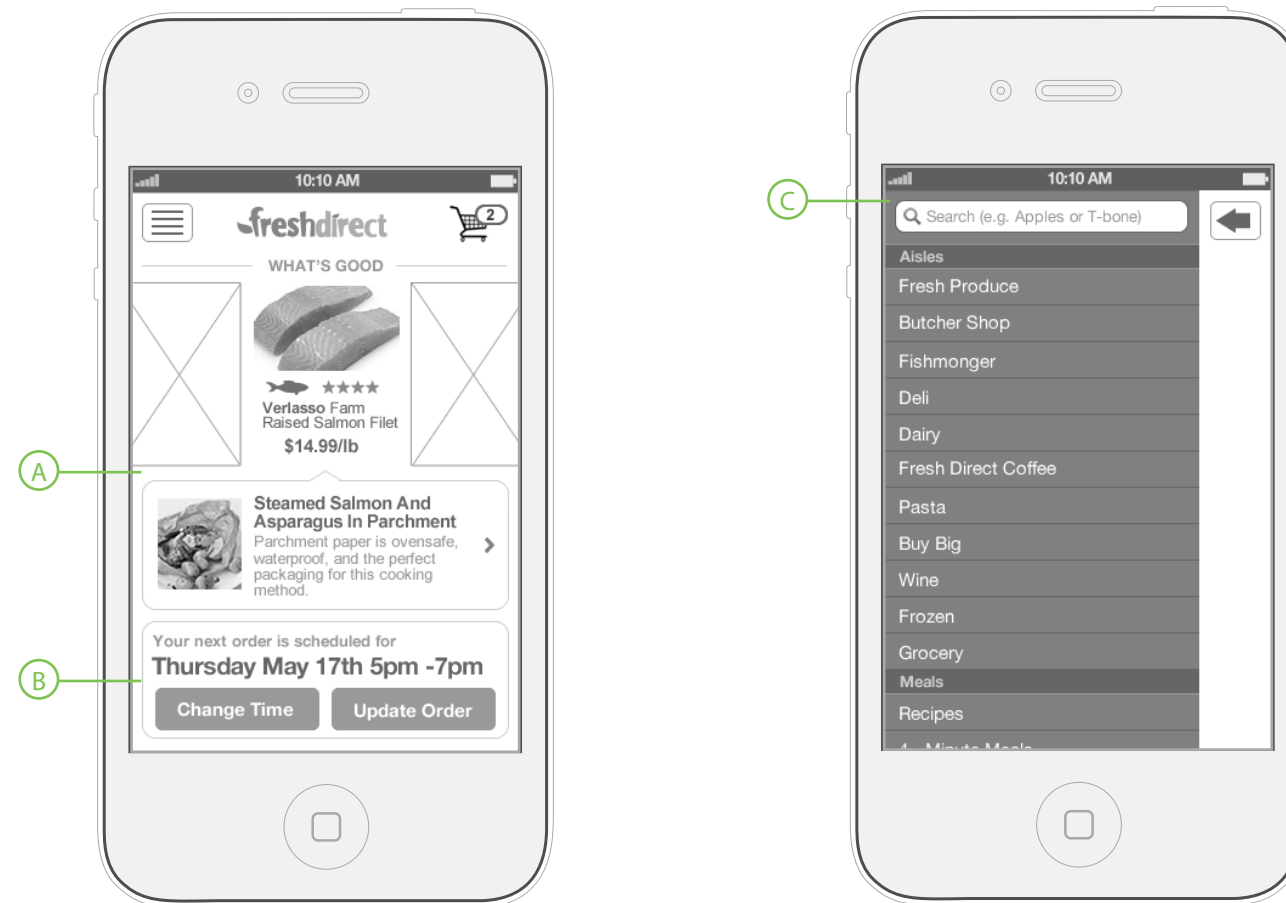 10:10 AM
2
freshdirect
WHAT'S GOOD
Verlasso Farm
Raised Salmon Filet
$14.99/lb
A
Steamed Salmon And
Asparagus In Parchment
Parchment paper is ovensafe,
waterproof, and the perfect
packaging for this cooking
method.
Your next order is scheduled for
Thursday May 17th 5pm -7pm
B
Change Time
Update Order
10:10 AM
C
Search (e.g. Apples or T-bone)
Aisles
Fresh Produce
Butcher Shop
Fishmonger
Deli
Dairy
Fresh Direct Coffee
Pasta
Buy Big
Wine
Frozen
Grocery
Meals
Recipes
4 - Minute Meals